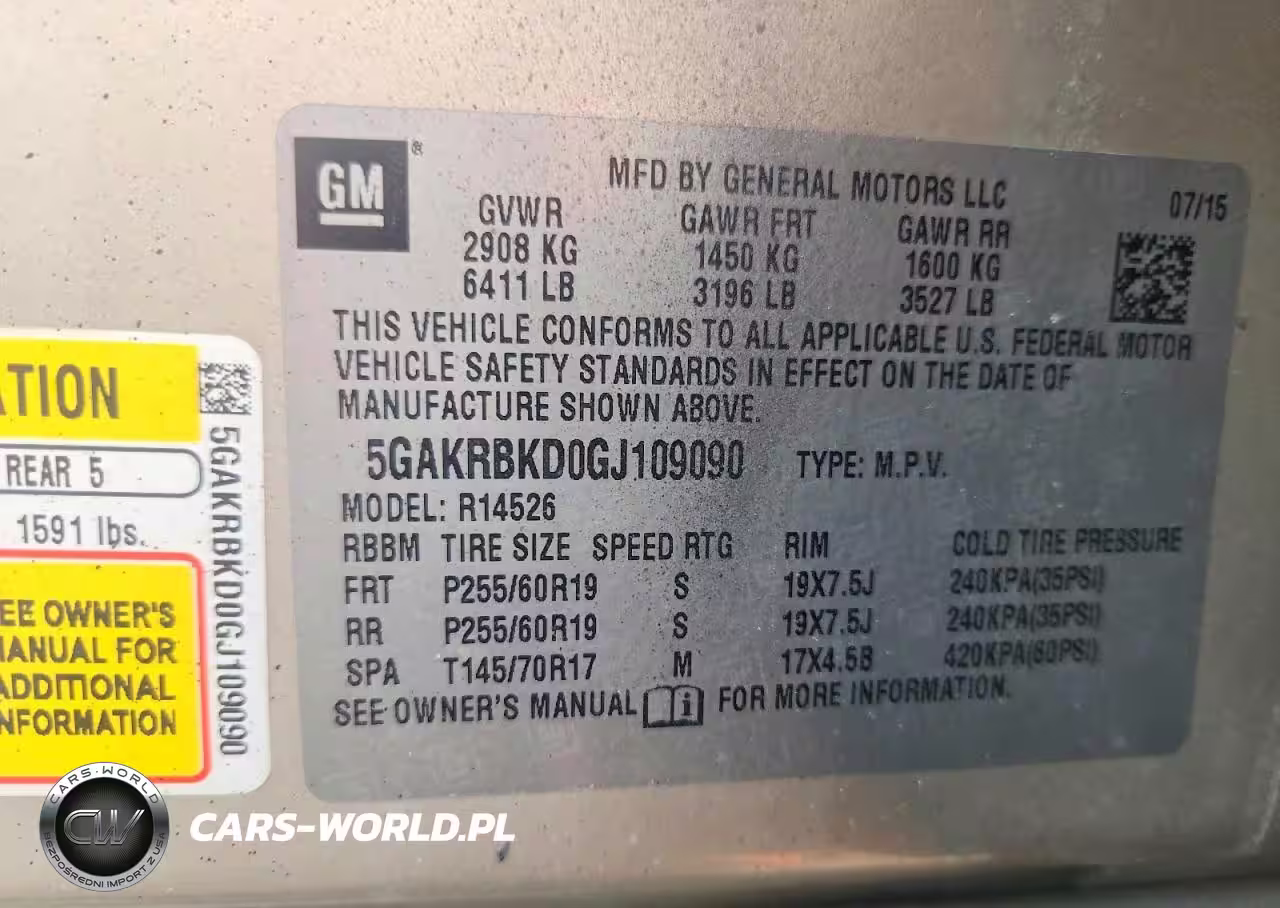 GM
®
MFD BY GENERAL MOTORS LLC
07/15
GVWR GAWR FRT GAWR RR
2908 KG 1450 KG 1600 KG
6411 LB 3196 LB 3527 LB
THIS VEHICLE CONFORMS TO ALL APPLICABLE U.S. FEDERAL MOTOR
VEHICLE SAFETY STANDARDS IN EFFECT ON THE DATE OF
MANUFACTURE SHOWN ABOVE.
5GAKRBKD0GJ109090 TYPE: M.P.V.
MODEL: R14526
RBBM TIRE SIZE SPEED RTG RIM COLD TIRE PRESSURE
FRT P255/60R19 S 19X7.5J 240KPA(35PSI)
RR P255/60R19 S 19X7.5J 240KPA(35PSI)
SPA T145/70R17 M 17X4.5B 420KPA(60PSI)
SEE OWNER'S MANUAL i FOR MORE INFORMATION.
ATION
REAR 5
1591 lbs.
EE OWNER'S
ANUAL FOR
ADDITIONAL
NFORMATION
5GAKRBKD0GJ109090
CARS-WORLD
CW
BEZPOŚREDNI IMPORT Z USA
CARS-WORLD.PL